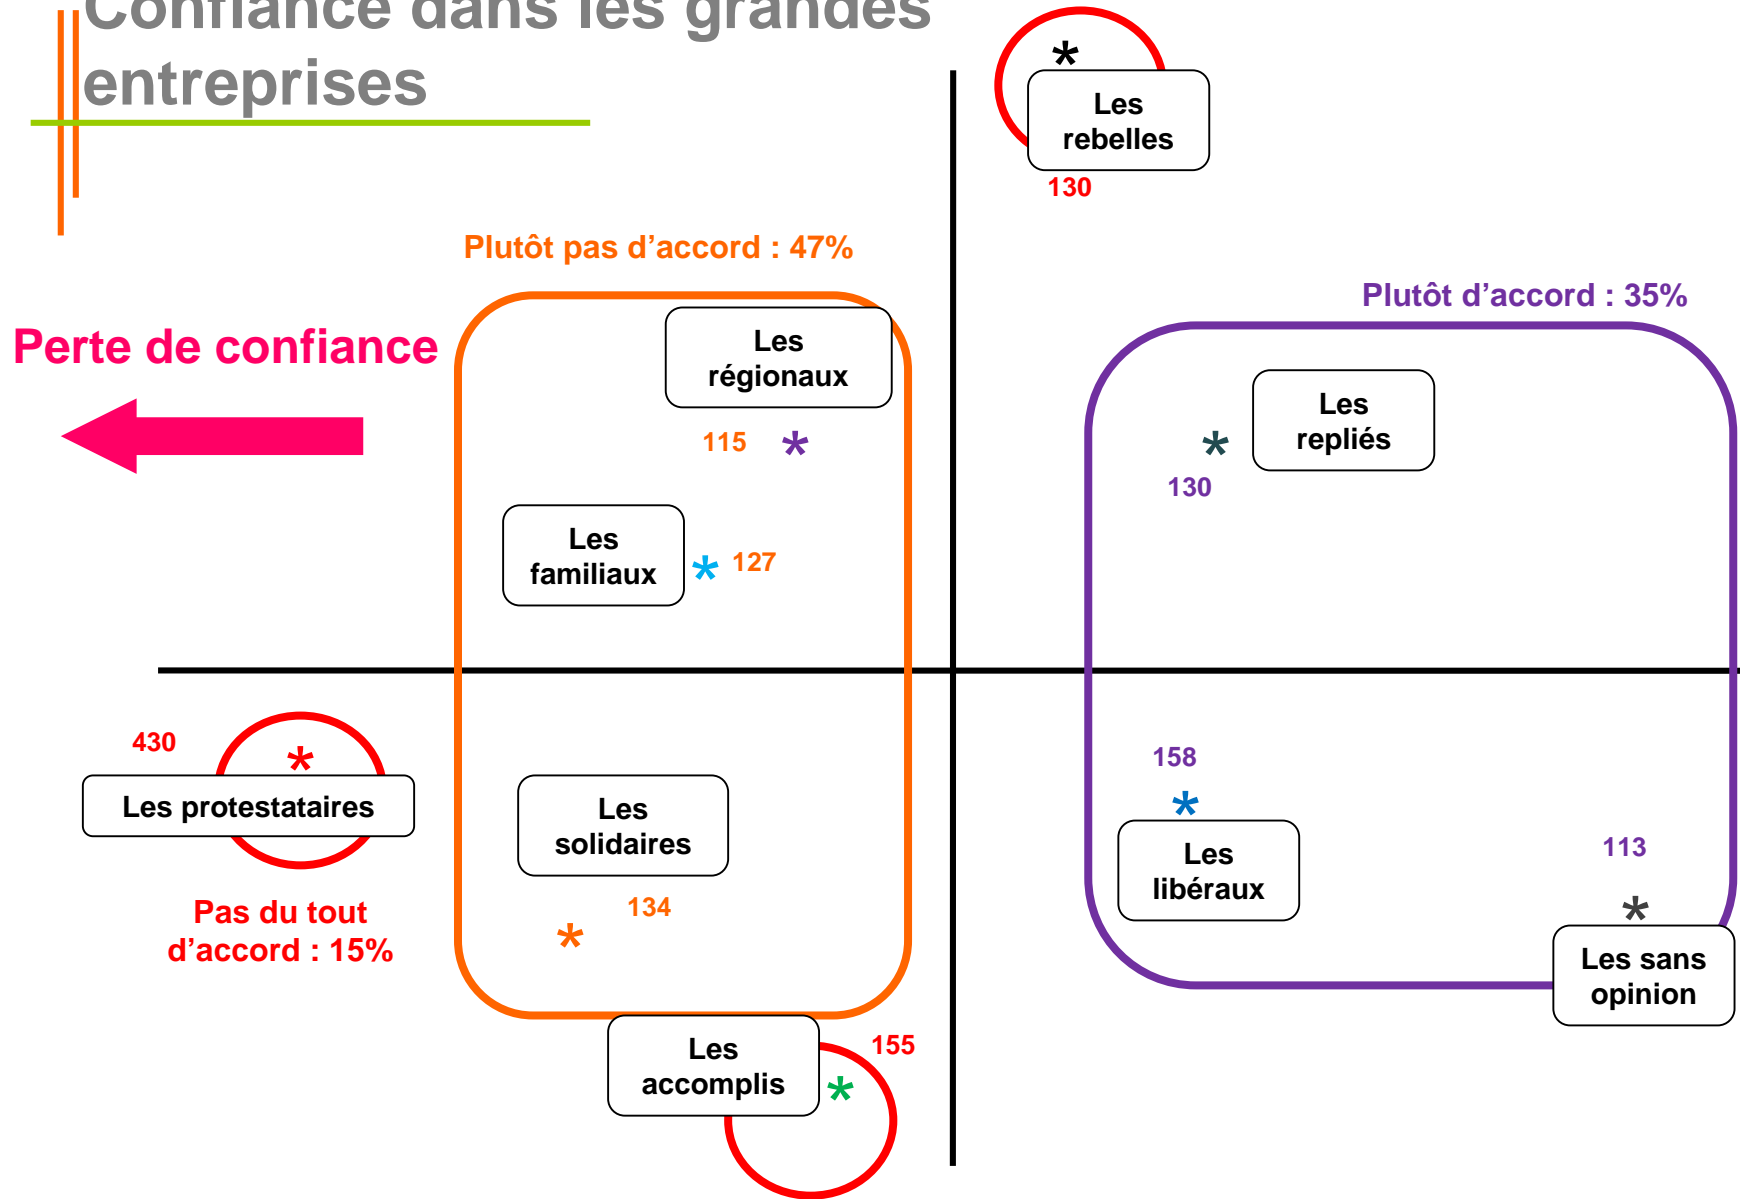 Confiance dans les grandes
entreprises
*
Les
rebelles
130
Plutôt pas d’accord : 47%
Plutôt d’accord : 35%
Perte de confiance
Les
régionaux
115 *
Les
repliés
*
130
Les
familiaux
* 127
430
*
Les protestataires
Pas du tout
d’accord : 15%
Les
solidaires
134
*
158
*
Les
libéraux
113
*
Les sans
opinion
Les
accomplis
155
*